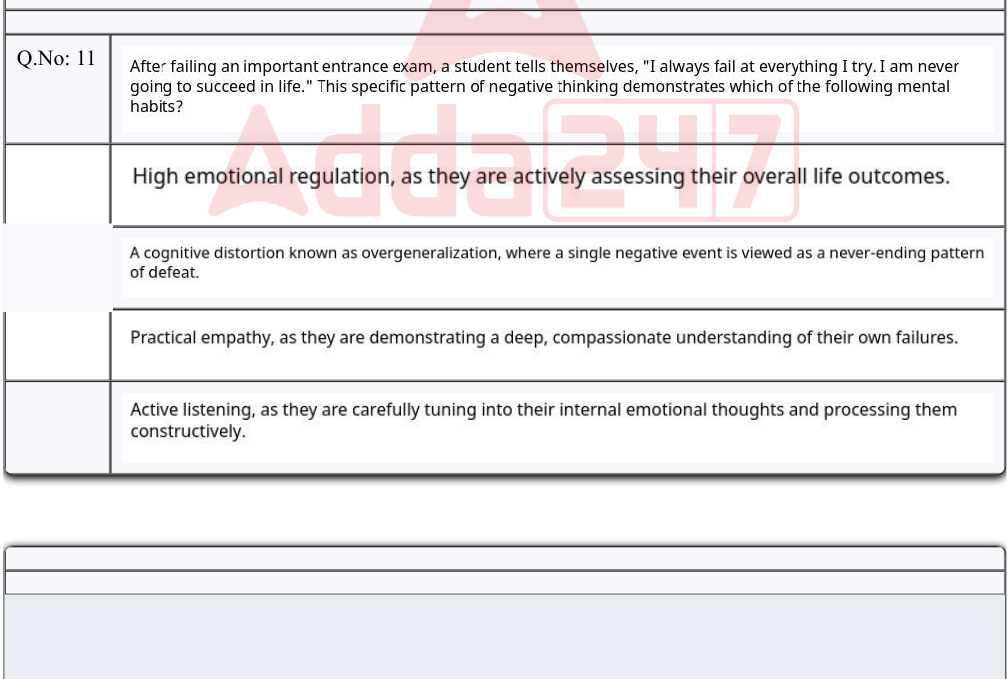 Q.No: 11
After failing an important entrance exam, a student tells themselves, "I always fail at everything I try. I am never
going to succeed in life." This specific pattern of negative thinking demonstrates which of the following mental
habits?
Adda247
High emotional regulation, as they are actively assessing their overall life outcomes.
A cognitive distortion known as overgeneralization, where a single negative event is viewed as a never-ending pattern
of defeat.
Practical empathy, as they are demonstrating a deep, compassionate understanding of their own failures.
Active listening, as they are carefully tuning into their internal emotional thoughts and processing them
constructively.